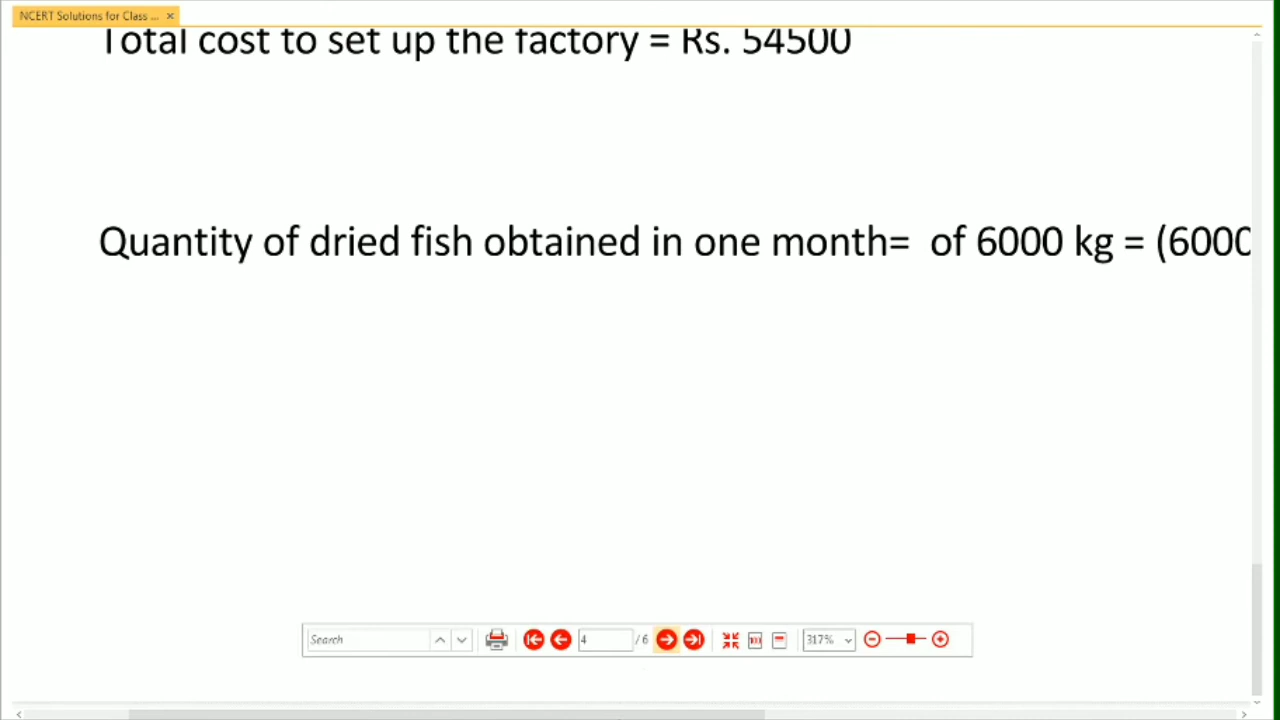 NCERT Solutions for Class ...
Total cost to set up the factory = Rs. 54500
Quantity of dried fish obtained in one month=  of 6000 kg = (6000
Search
4
/ 6
317%